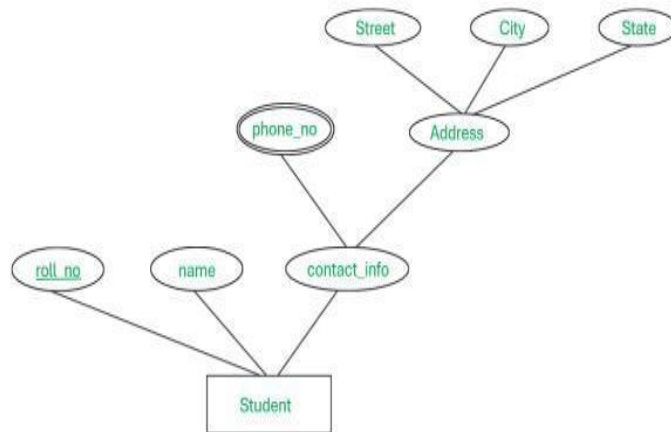 Street City State
phone_no Address
roll_no name contact_info
Student